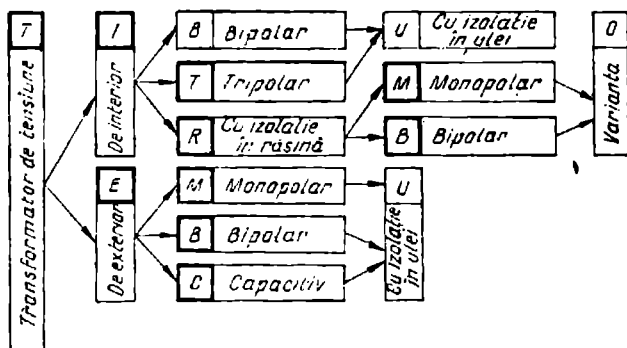 T
Transformator de tensiune
I
De interior
B Bipolar
T Tripolar
R Cu izolație
în rășină
U Cu izolație
în ulei
M Monopolar
B Bipolar
O
Varianta
E
De exterior
M Monopolar
B Bipolar
C Capacitiv
U
Cu izolație
în ulei